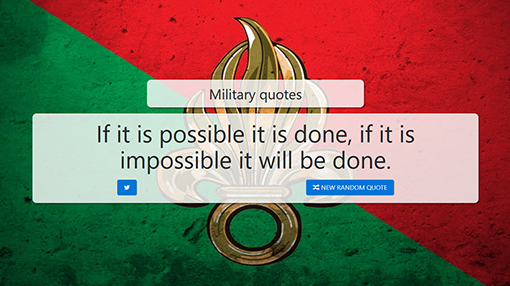 Military quotes
If it is possible it is done, if it is
impossible it will be done.
NEW RANDOM QUOTE